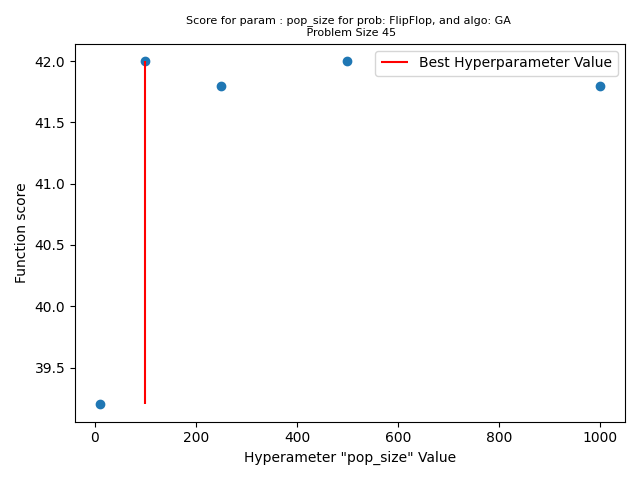 Score for param : pop_size for prob: FlipFlop, and algo: GA
Problem Size 45
Best Hyperparameter Value
Function score
42.0
41.5
41.0
40.5
40.0
39.5
0
200
400
600
800
1000
Hyperameter "pop_size" Value